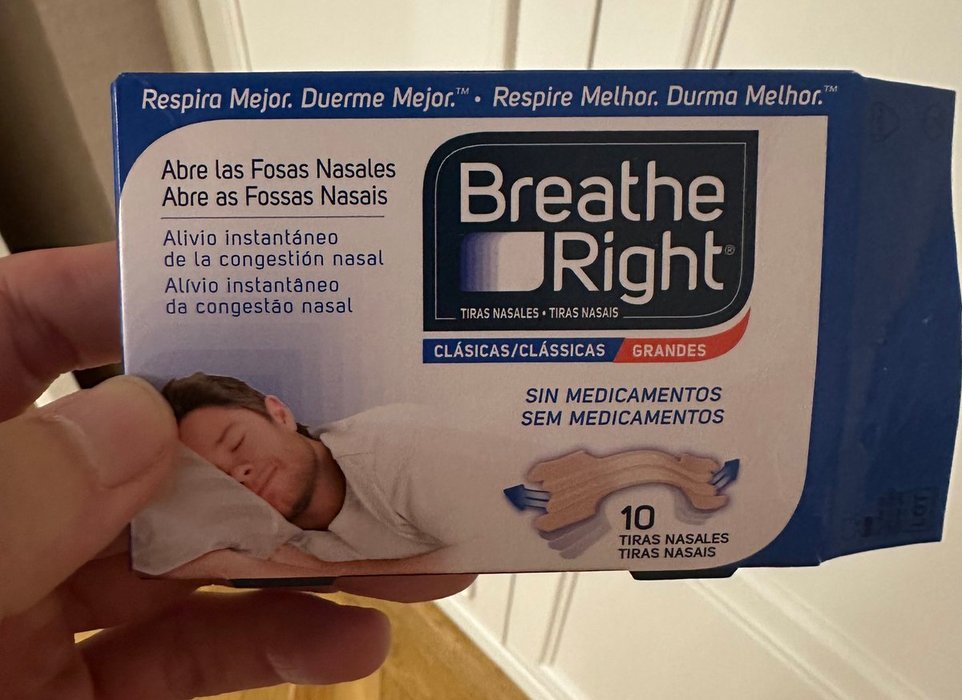 Respira Mejor. Duerme Mejor.™ • Respire Melhor. Durma Melhor.™
Abre las Fosas Nasales
Abre as Fossas Nasais
Alivio instantáneo
de la congestión nasal
Alívio instantâneo
da congestão nasal
Breathe
Right®
TIRAS NASALES • TIRAS NASAIS
CLÁSICAS/CLÁSSICAS GRANDES
SIN MEDICAMENTOS
SEM MEDICAMENTOS
10
TIRAS NASALES
TIRAS NASAIS